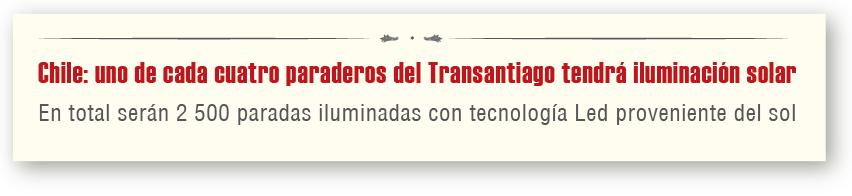 Chile: uno de cada cuatro paraderos del Transantiago tendrá iluminación solar
En total serán 2 500 paradas iluminadas con tecnología Led proveniente del sol